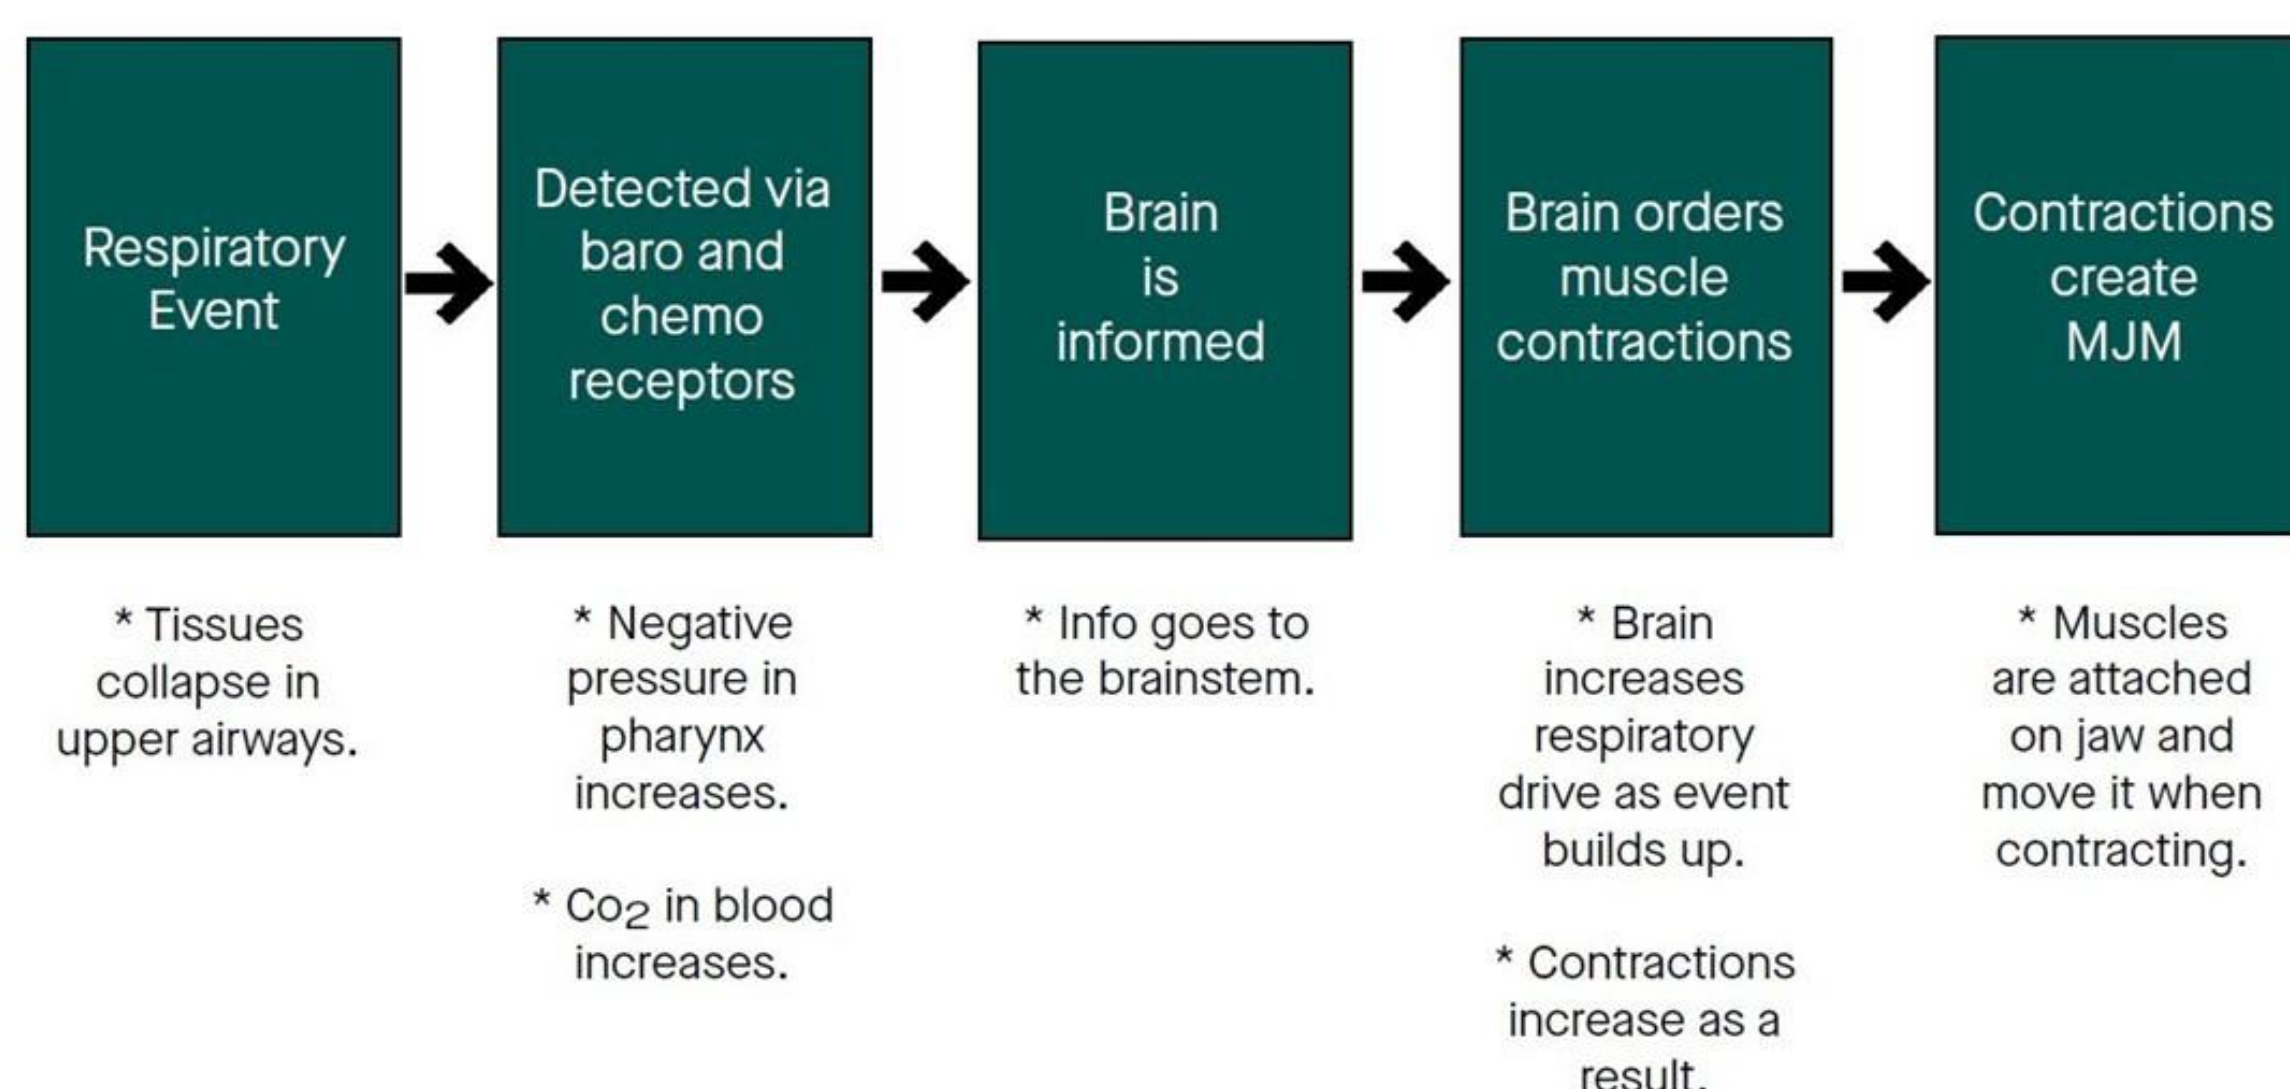 Respiratory
Event
Detected via
baro and
chemo
receptors
Brain
is
informed
Brain orders
muscle
contractions
Contractions
create
MJM
* Tissues
collapse in
upper airways.
* Negative
pressure in
pharynx
increases.
* Co2 in blood
increases.
* Info goes to
the brainstem.
* Brain
increases
respiratory
drive as event
builds up.
* Contractions
increase as a
result.
* Muscles
are attached
on jaw and
move it when
contracting.